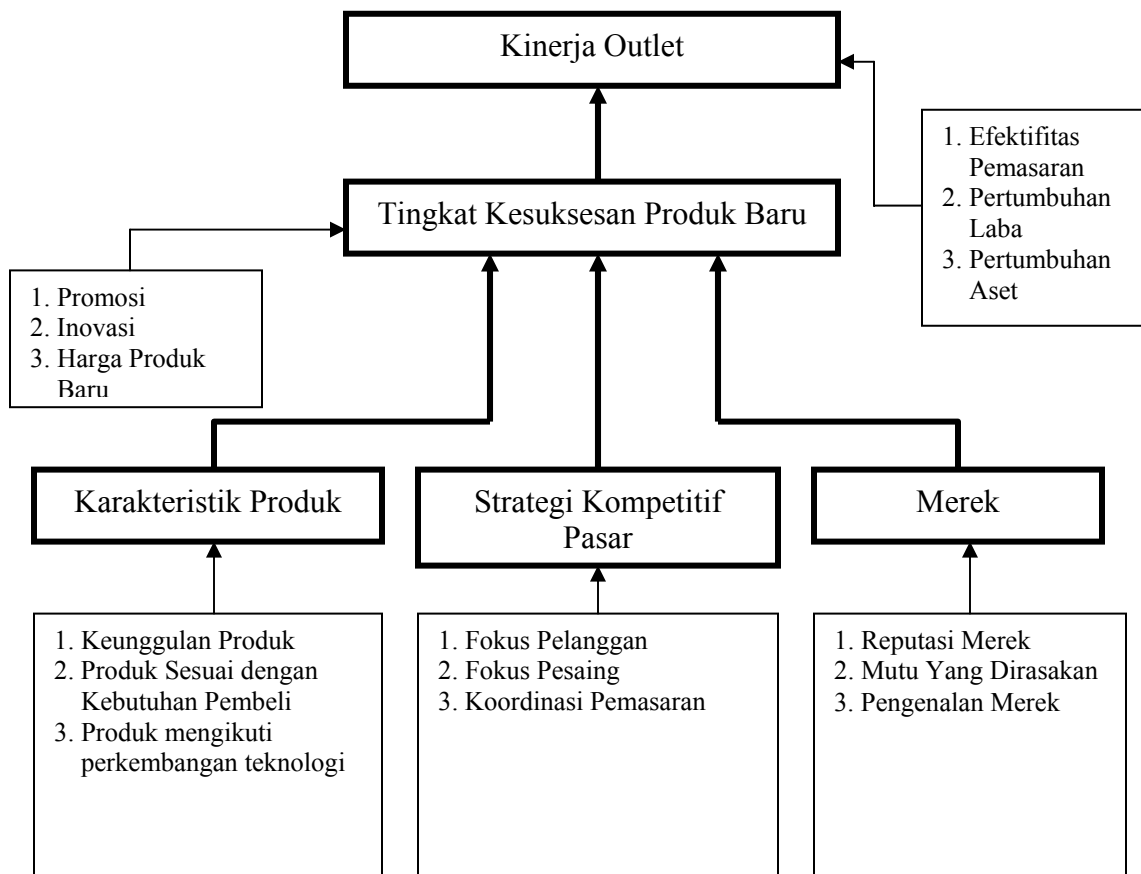 Kinerja Outlet
1. Efektifitas
Pemasaran
2. Pertumbuhan
Laba
3. Pertumbuhan
Aset
Tingkat Kesuksesan Produk Baru
1. Promosi
2. Inovasi
3. Harga Produk
Baru
Karakteristik Produk
Strategi Kompetitif
Pasar
Merek
1. Keunggulan Produk
2. Produk Sesuai dengan
Kebutuhan Pembeli
3. Produk mengikuti
perkembangan teknologi
1. Fokus Pelanggan
2. Fokus Pesaing
3. Koordinasi Pemasaran
1. Reputasi Merek
2. Mutu Yang Dirasakan
3. Pengenalan Merek